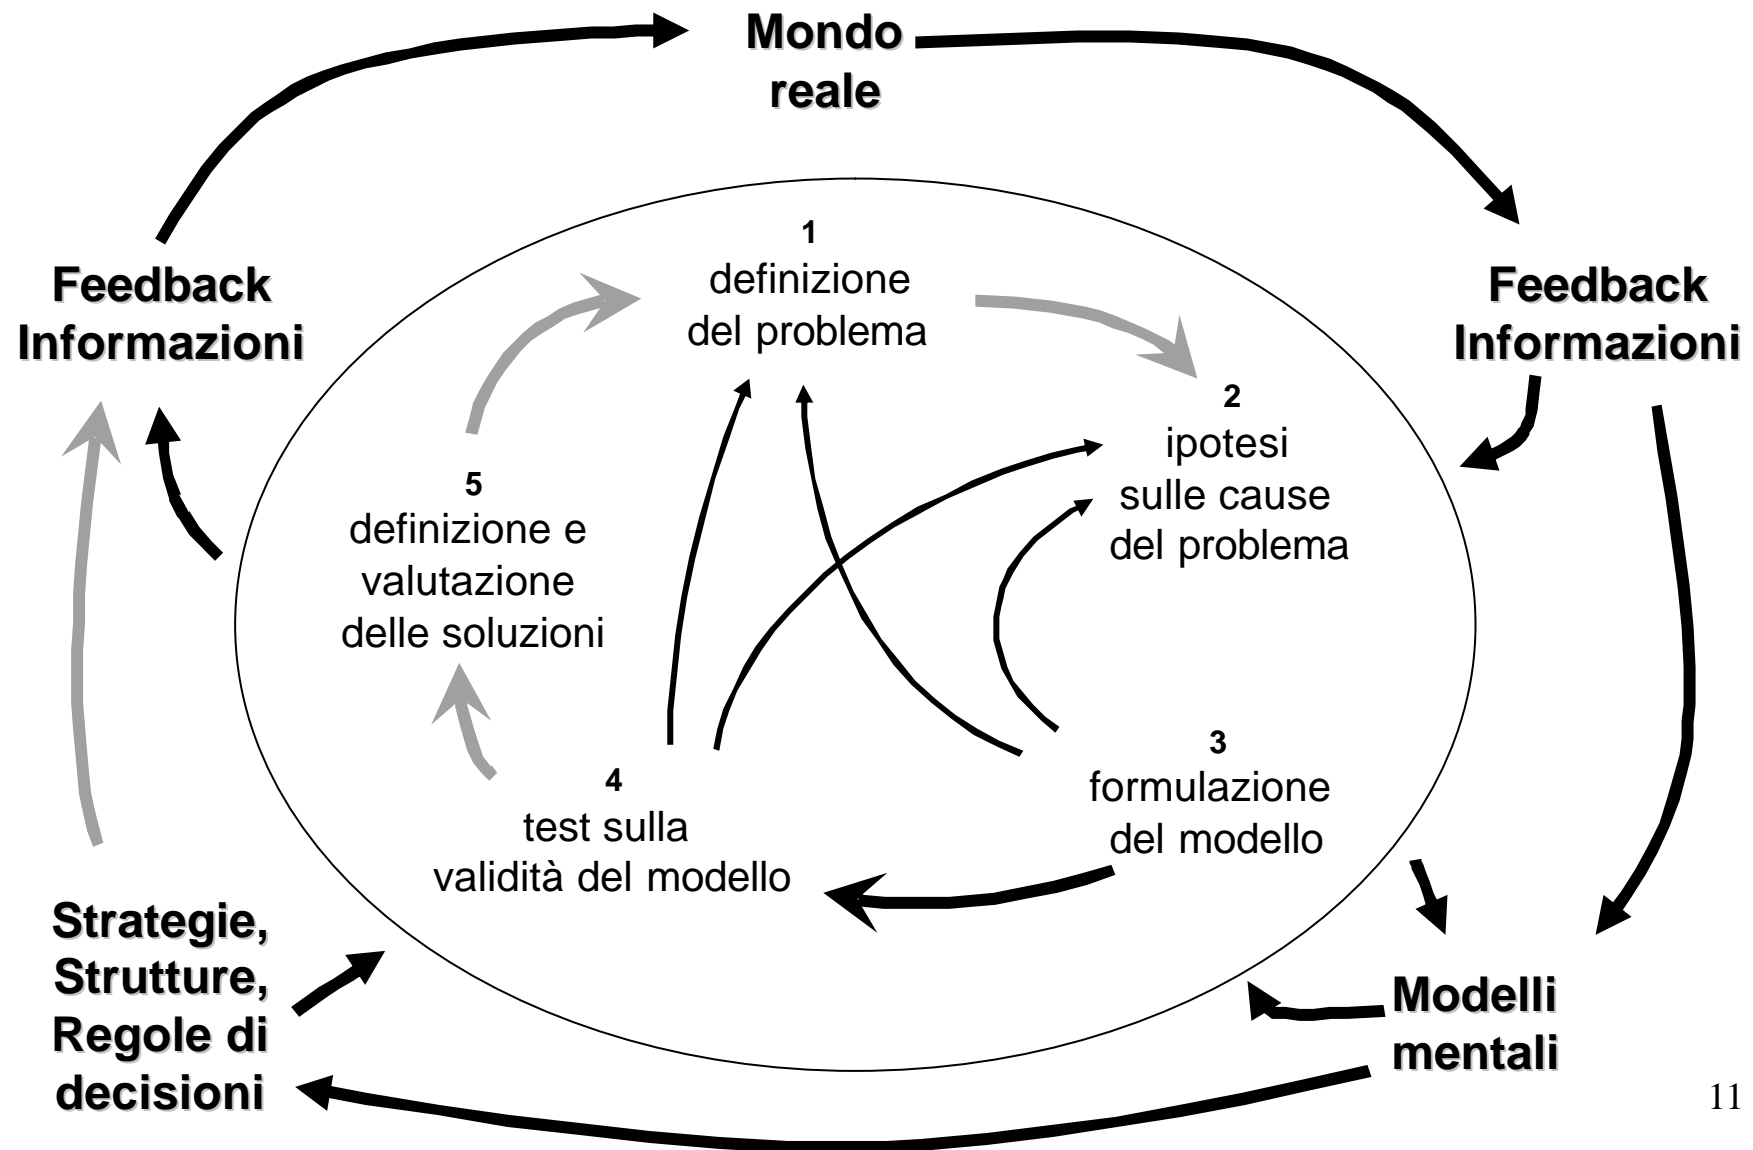 Mondo
reale
Feedback
Informazioni
Feedback
Informazioni
1
definizione
del problema
2
ipotesi
sulle cause
del problema
3
formulazione
del modello
4
test sulla
validità del modello
5
definizione e
valutazione
delle soluzioni
Strategie,
Strutture,
Regole di
decisioni
Modelli
mentali
11